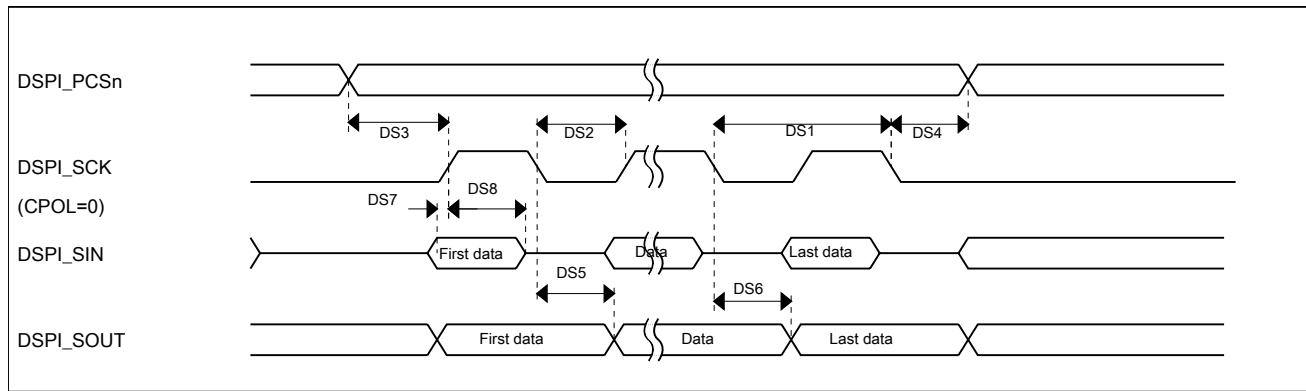 DSPI_PCSn
DS3
DS2
DS1
DS4
DSPI_SCK
(CPOL=0)
DS7
DS8
DSPI_SIN
First data
Data
Last data
DS5
DS6
DSPI_SOUT
First data
Data
Last data